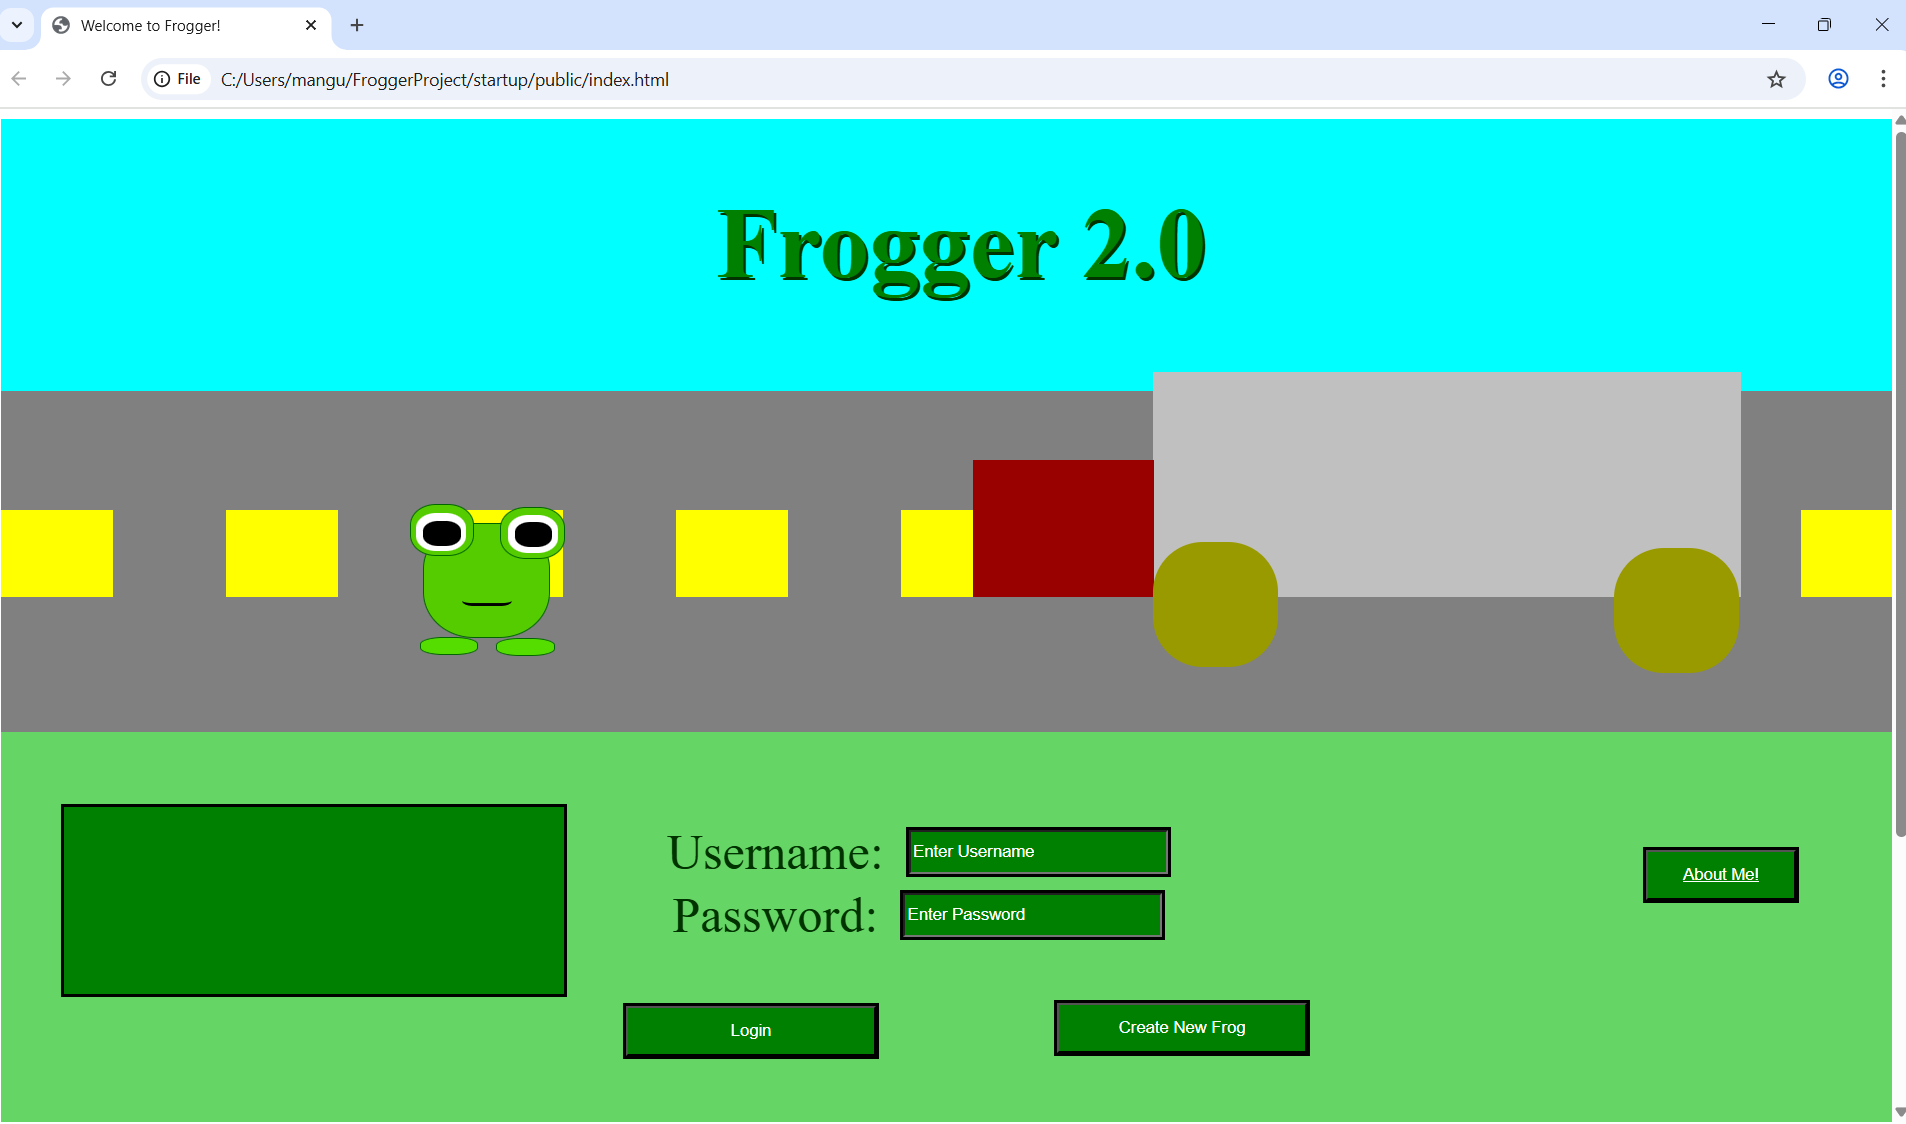 Welcome to Frogger!
File C:/Users/mangu/FroggerProject/startup/public/index.html
Frogger 2.0
Username: Enter Username
Password: Enter Password
About Me!
Login
Create New Frog